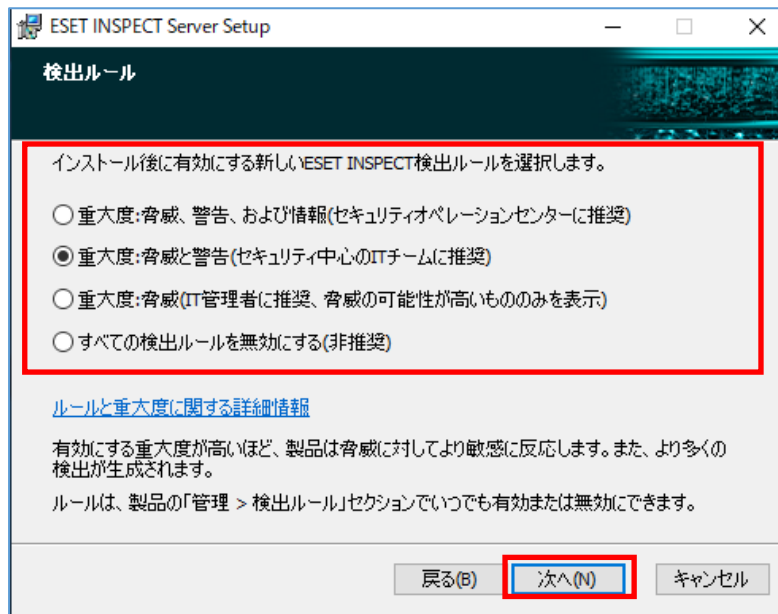 ESET INSPECT Server Setup
検出ルール
インストール後に有効にする新しいESET INSPECT検出ルールを選択します。
重大度:脅威、警告、および情報(セキュリティオペレーションセンターに推奨)
重大度:脅威と警告(セキュリティ中心のITチームに推奨)
重大度:脅威(IT管理者に推奨、脅威の可能性が高いもののみを表示)
すべての検出ルールを無効にする(非推奨)
ルールと重大度に関する詳細情報
有効にする重大度が高いほど、製品は脅威に対してより敏感に反応します。また、より多くの
検出が生成されます。
ルールは、製品の「管理 > 検出ルール」セクションでいつでも有効または無効にできます。
戻る(B) 次へ(N) キャンセル